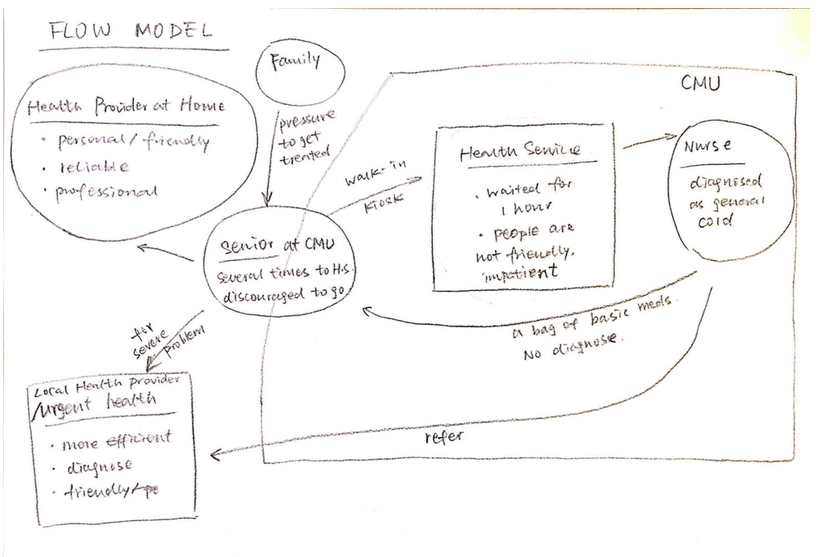 FLOW MODEL
Family
CMU
Health Provider at Home
· personal / friendly
· reliable
· professional
pressure
to get
treated
walk-in
kiosk
Health Service
· waited for
1 hour
· people are
not friendly,
impatient
Nurse
diagnosed
as general
cold
Senior at CMU
several times to H.S.
discouraged to go
for
severe
problem
a bag of basic meds.
No diagnose.
Local Health provider
/urgent health
· more efficient
· diagnose
· friendly
refer